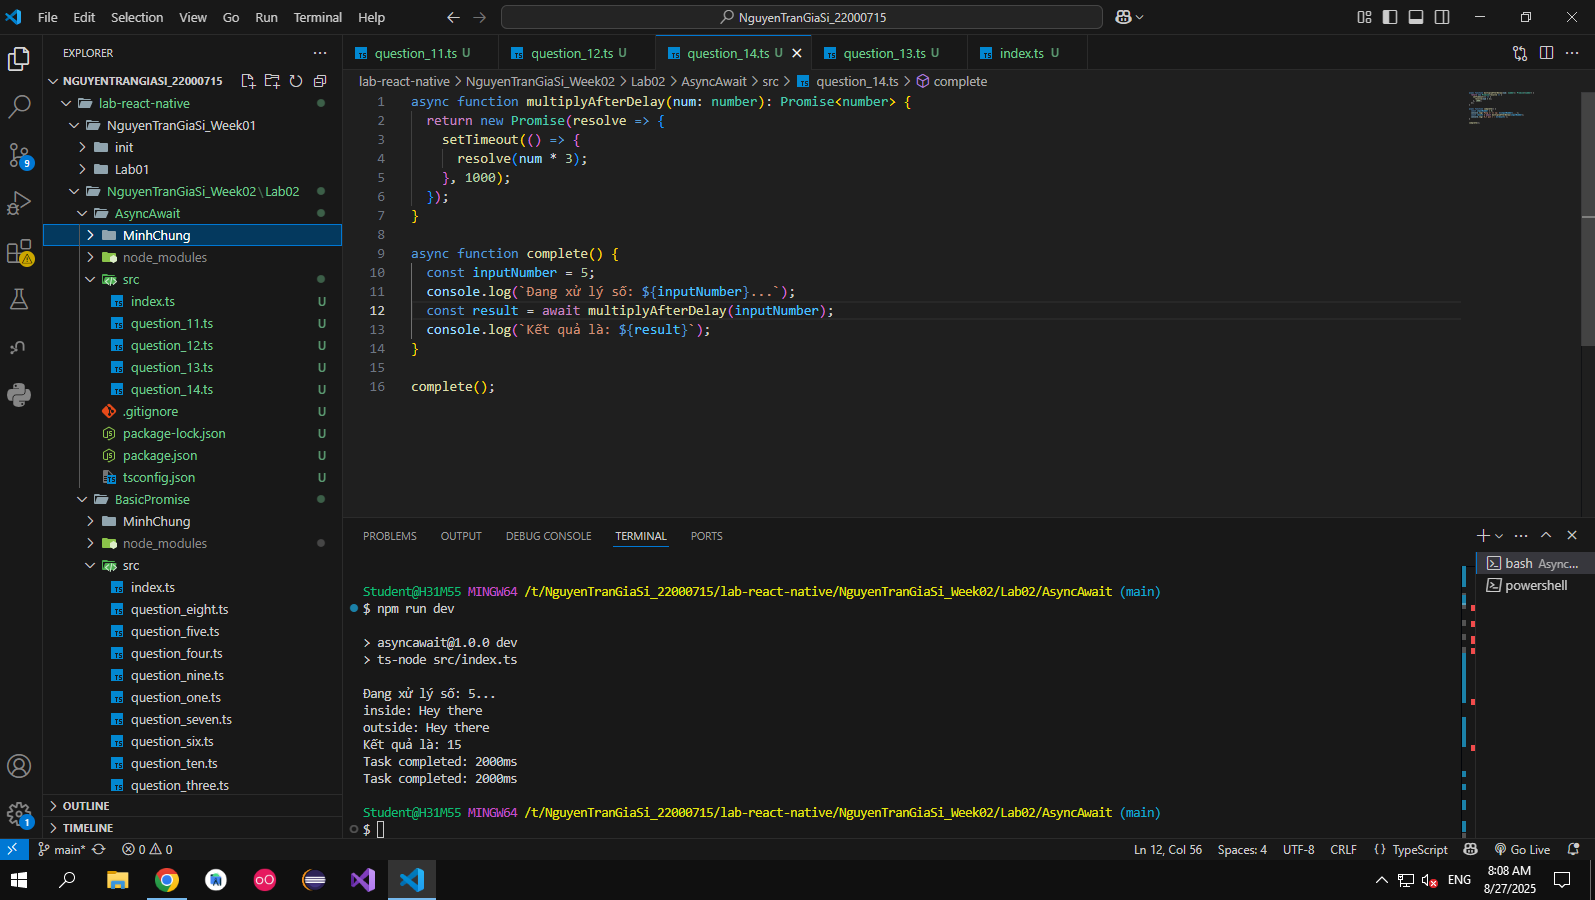 File Edit Selection View Go Run Terminal Help
NguyenTranGiaSi_22000715
EXPLORER
NGUYENTRANGIASI_22000715
lab-react-native
NguyenTranGiaSi_Week01
init
Lab01
NguyenTranGiaSi_Week02\Lab02
AsyncAwait
MinhChung
node_modules
src
index.ts U
question_11.ts U
question_12.ts U
question_13.ts U
question_14.ts U
.gitignore U
package-lock.json U
package.json U
tsconfig.json U
BasicPromise
MinhChung
node_modules
src
index.ts
question_eight.ts
question_five.ts
question_four.ts
question_nine.ts
question_one.ts
question_seven.ts
question_six.ts
question_ten.ts
question_three.ts
OUTLINE
TIMELINE
9
1
question_11.ts U question_12.ts U question_14.ts U question_13.ts U index.ts U
lab-react-native > NguyenTranGiaSi_Week02 > Lab02 > AsyncAwait > src > question_14.ts > complete
1 async function multiplyAfterDelay(num: number): Promise<number> {
2 return new Promise(resolve => {
3 setTimeout(() => {
4 resolve(num * 3);
5 }, 1000);
6 });
7 }
8
9 async function complete() {
10 const inputNumber = 5;
11 console.log(`Đang xử lý số: ${inputNumber}...`);
12 const result = await multiplyAfterDelay(inputNumber);
13 console.log(`Kết quả là: ${result}`);
14 }
15
16 complete();
PROBLEMS OUTPUT DEBUG CONSOLE TERMINAL PORTS
bash Async...
powershell
Student@H31M55 MINGW64 /t/NguyenTranGiaSi_22000715/lab-react-native/NguyenTranGiaSi_Week02/Lab02/AsyncAwait (main)
$ npm run dev
> asyncawait@1.0.0 dev
> ts-node src/index.ts
Đang xử lý số: 5...
inside: Hey there
outside: Hey there
Kết quả là: 15
Task completed: 2000ms
Task completed: 2000ms
Student@H31M55 MINGW64 /t/NguyenTranGiaSi_22000715/lab-react-native/NguyenTranGiaSi_Week02/Lab02/AsyncAwait (main)
$
main* 0 0 Ln 12, Col 56 Spaces: 4 UTF-8 CRLF {} TypeScript Go Live
ENG
8:08 AM
8/27/2025